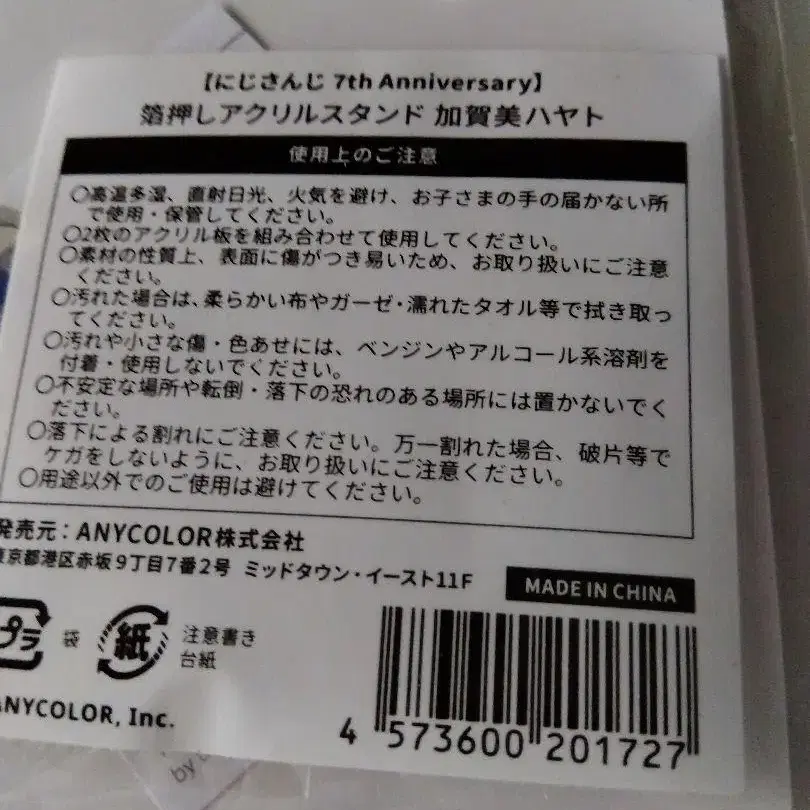 【にじさんじ 7th Anniversary】
箔押しアクリルスタンド 加賀美ハヤト
使用上のご注意
○高温多湿、直射日光、火気を避け、お子さまの手の届かない所
で使用・保管してください。
○2枚のアクリル板を組み合わせて使用してください。
○素材の性質上、表面に傷がつき易いため、お取り扱いにご注意
ください。
○汚れた場合は、柔らかい布やガーゼ・濡れたタオル等で拭き取っ
てください。
○汚れや小さな傷・色あせには、ベンジンやアルコール系溶剤を
付着・使用しないでください。
○不安定な場所や転倒・落下の恐れのある場所には置かないでく
ださい。
○落下による割れにご注意ください。万一割れた場合、破片等で
ケガをしないように、お取り扱いにご注意ください。
○用途以外でのご使用は避けてください。
発売元:ANYCOLOR株式会社
東京都港区赤坂9丁目7番2号 ミッドタウン・イースト11F
MADE IN CHINA
プラ 袋 紙 注意書き
台紙
ANYCOLOR, Inc.
4 573600 201727
by